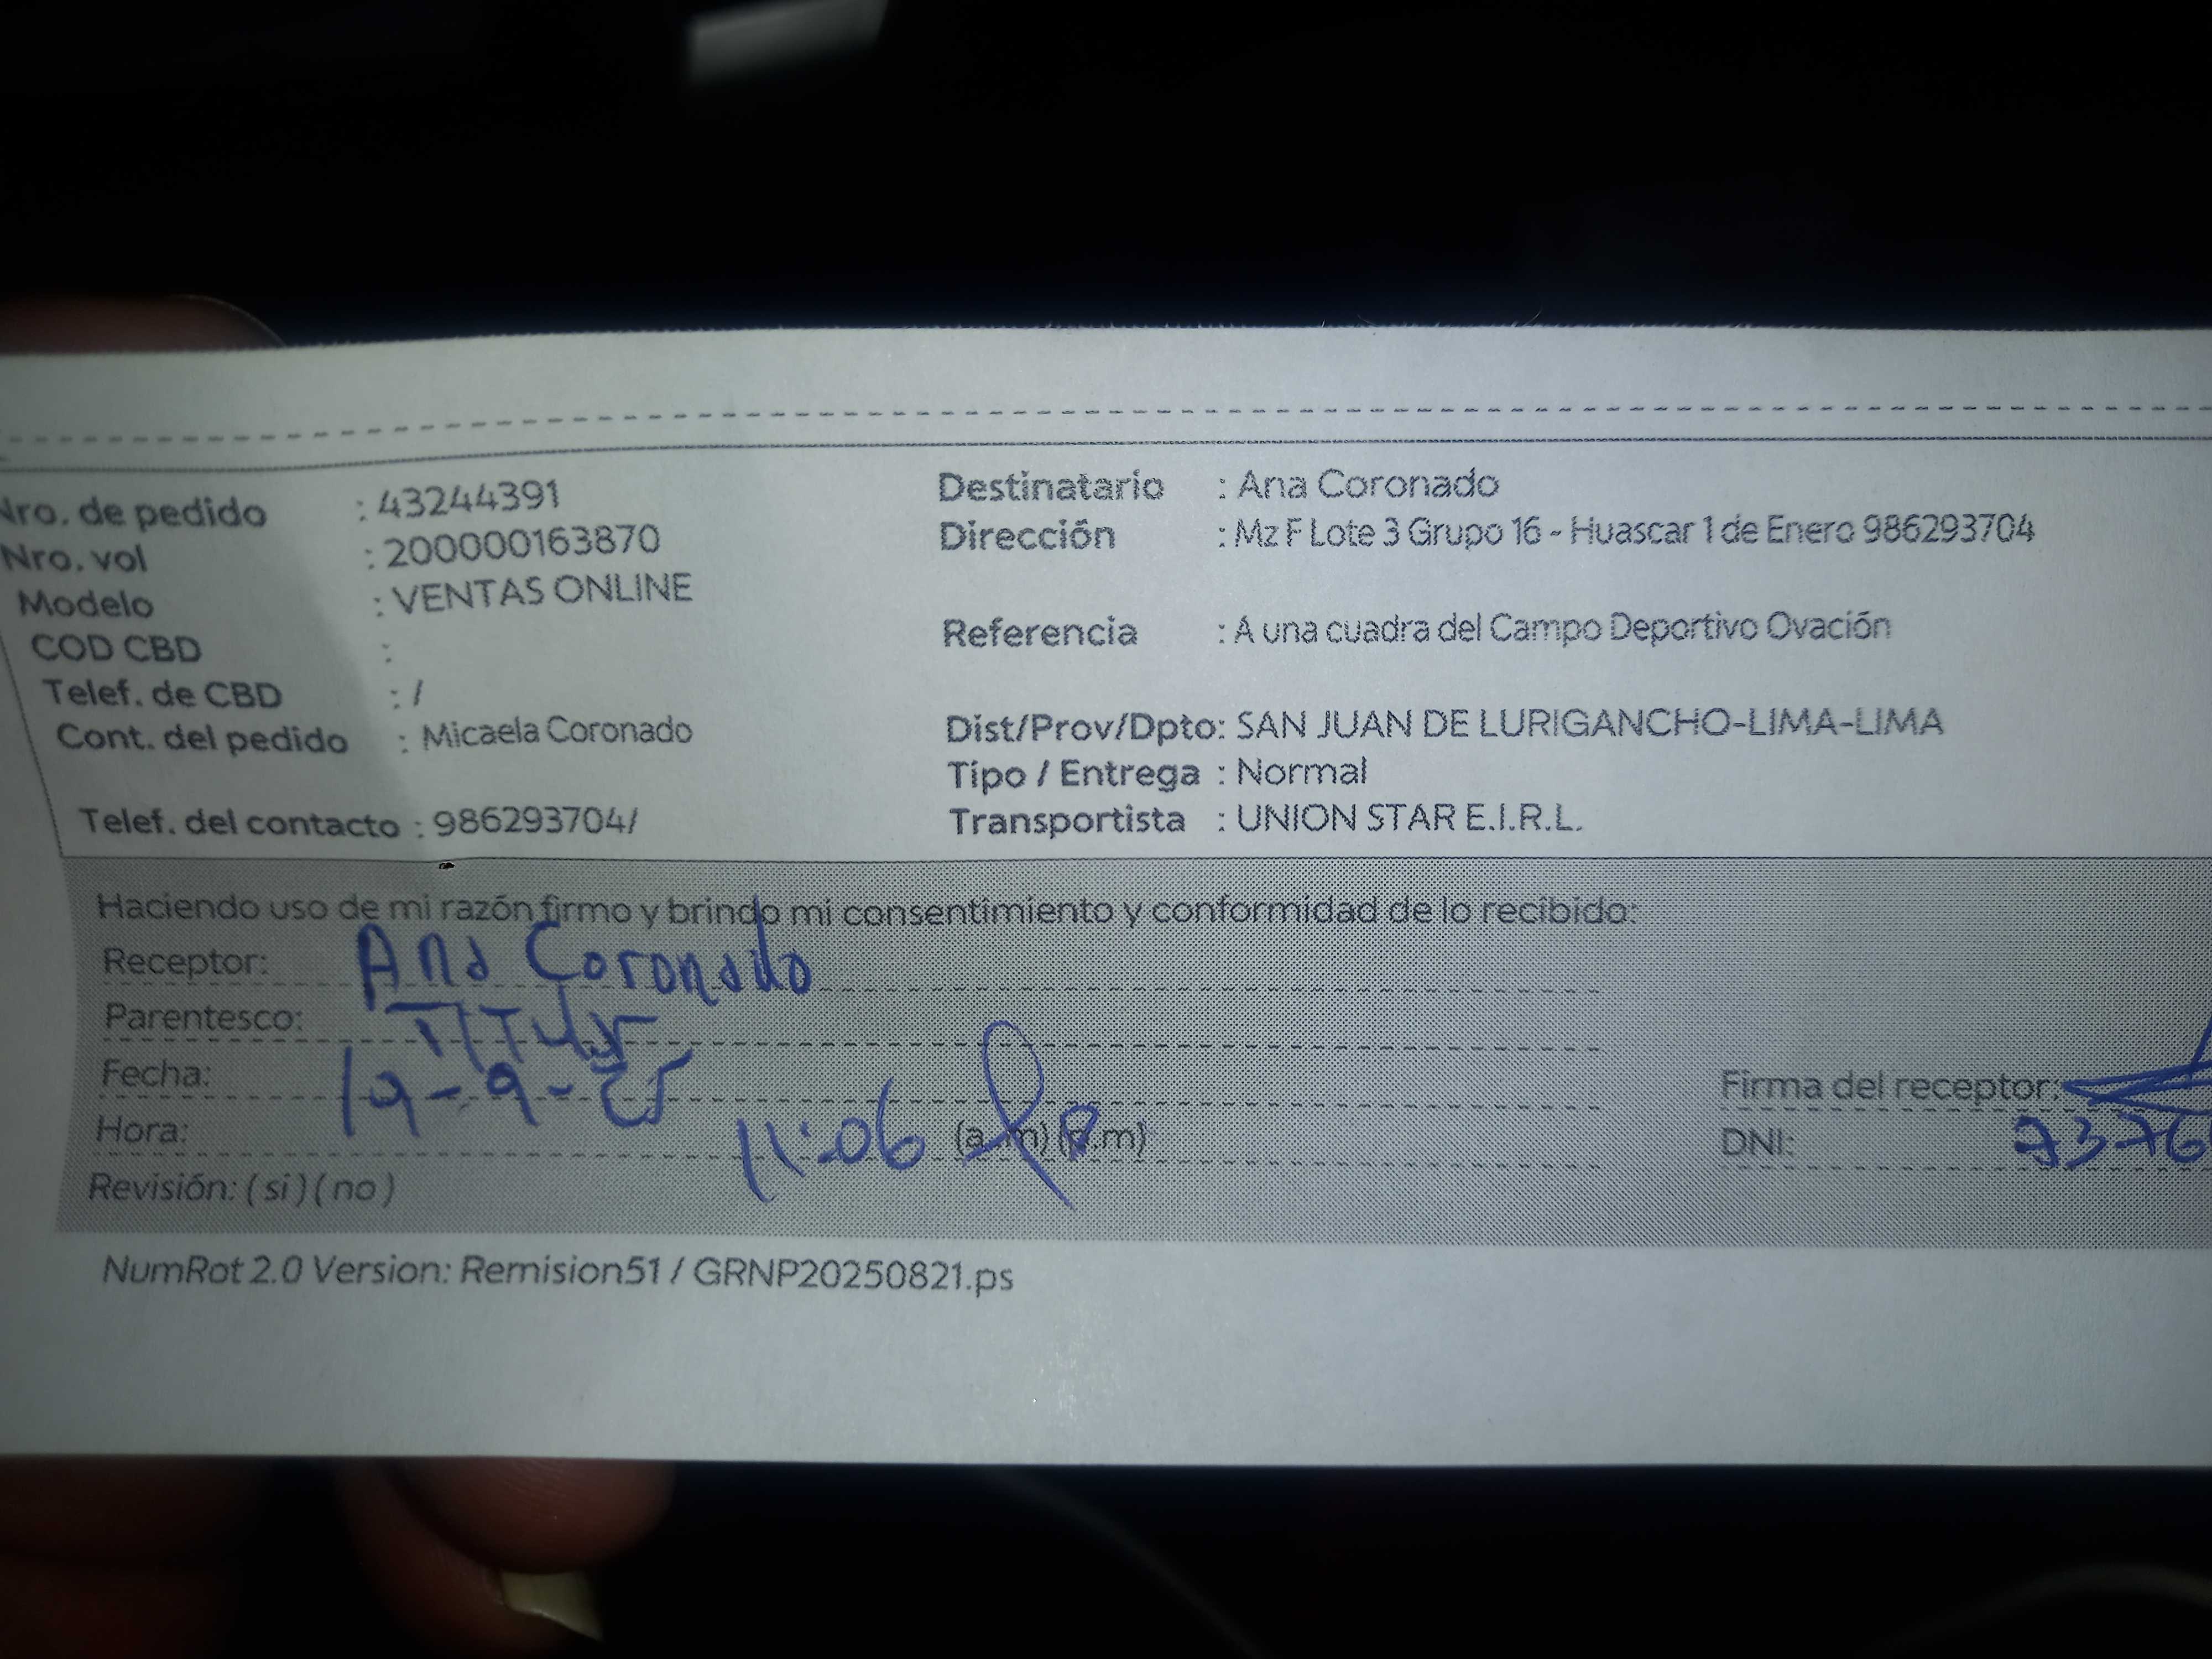 Nro. de pedido : 43244391
Nro. vol : 200000163870
Modelo : VENTAS ONLINE
COD CBD :
Telef. de CBD : /
Cont. del pedido : Micaela Coronado
Telef. del contacto : 986293704/
Destinatario : Ana Coronado
Dirección : Mz F Lote 3 Grupo 16 - Huascar 1 de Enero 986293704
Referencia : A una cuadra del Campo Deportivo Ovación
Dist/Prov/Dpto: SAN JUAN DE LURIGANCHO-LIMA-LIMA
Tipo / Entrega : Normal
Transportista : UNION STAR E.I.R.L.
Haciendo uso de mi razón firmo y brindo mi consentimiento y conformidad de lo recibido:
Receptor: Ana Coronado
Parentesco: TITular
Fecha: 19-9-25
Hora: 11:06 (a.m) (p.m)
Revisión: ( si ) ( no )
Firma del receptor:
DNI: 7376
NumRot 2.0 Version: Remision51 / GRNP20250821.ps